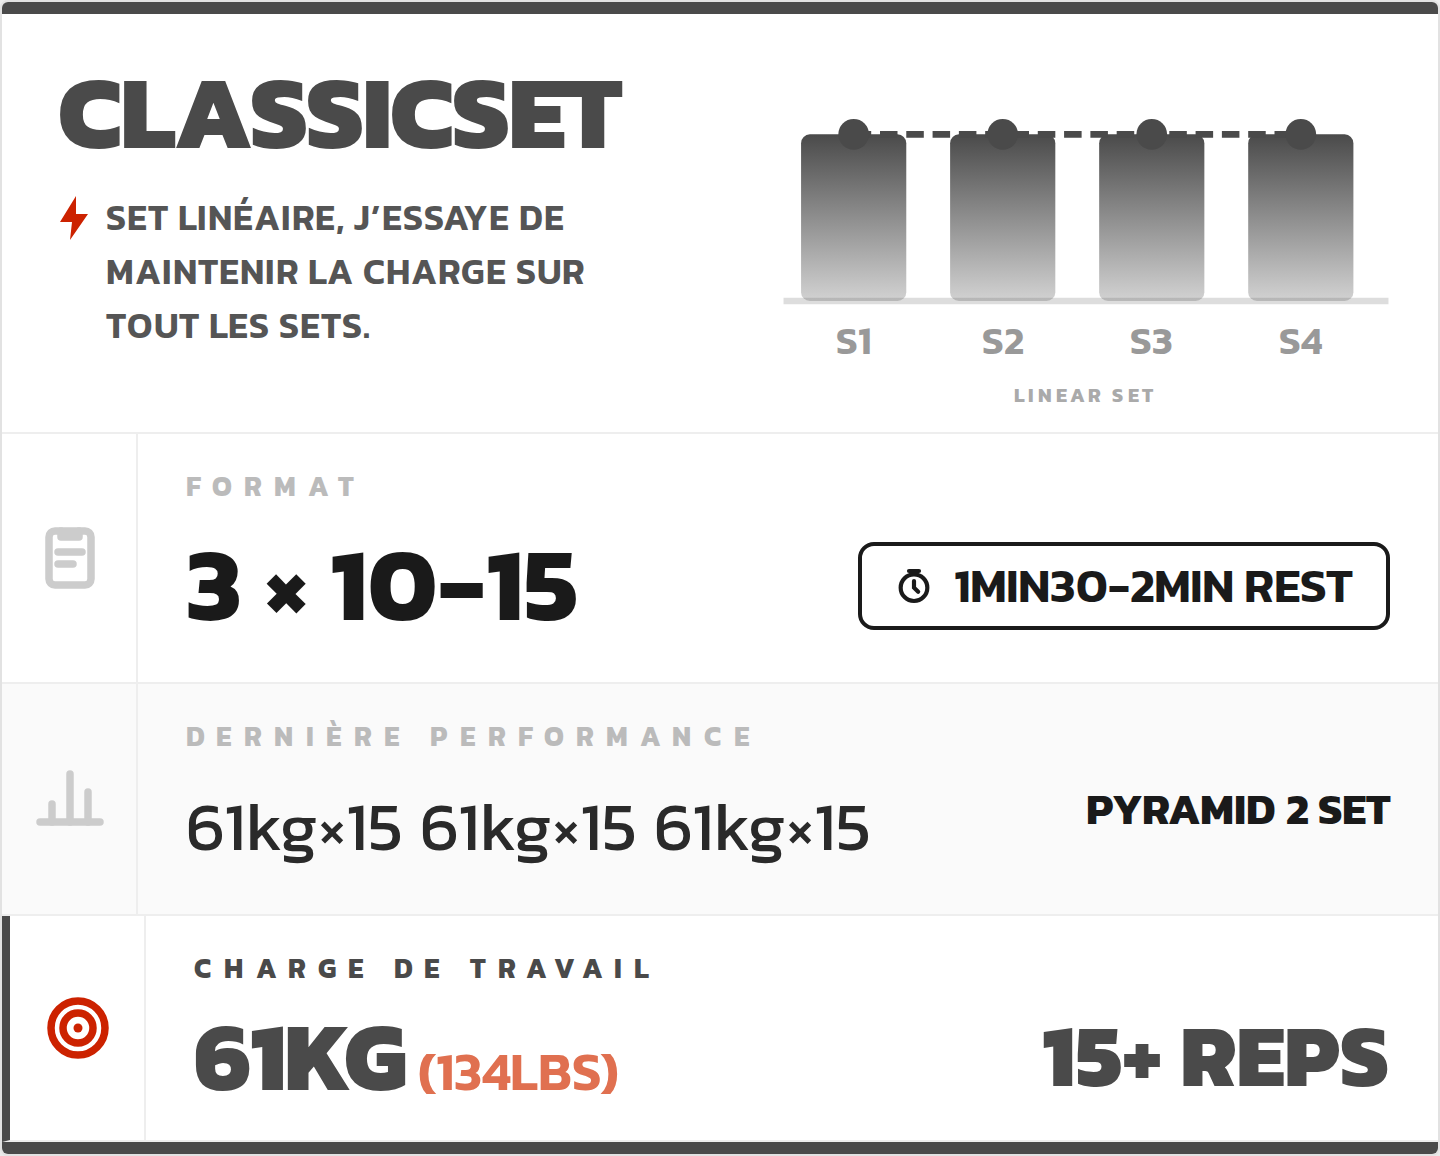 CLASSICSET
SET LINÉAIRE, J'ESSAYE DE
MAINTENIR LA CHARGE SUR
TOUT LES SETS.
S1 S2 S3 S4
LINEAR SET
FORMAT
3 × 10–15
1MIN30–2MIN REST
DERNIÈRE PERFORMANCE
61kg×15 61kg×15 61kg×15
PYRAMID 2 SET
CHARGE DE TRAVAIL
61KG (134LBS)
15+ REPS